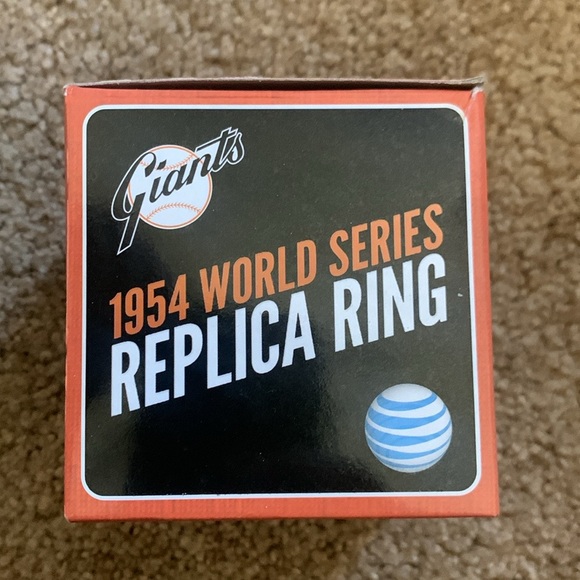 Giants
1954 WORLD SERIES
REPLICA RING